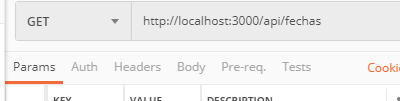 GET http://localhost:3000/api/fechas
Params Auth Headers Body Pre-req. Tests Cookie
KEY VALUE DESCRIPTION